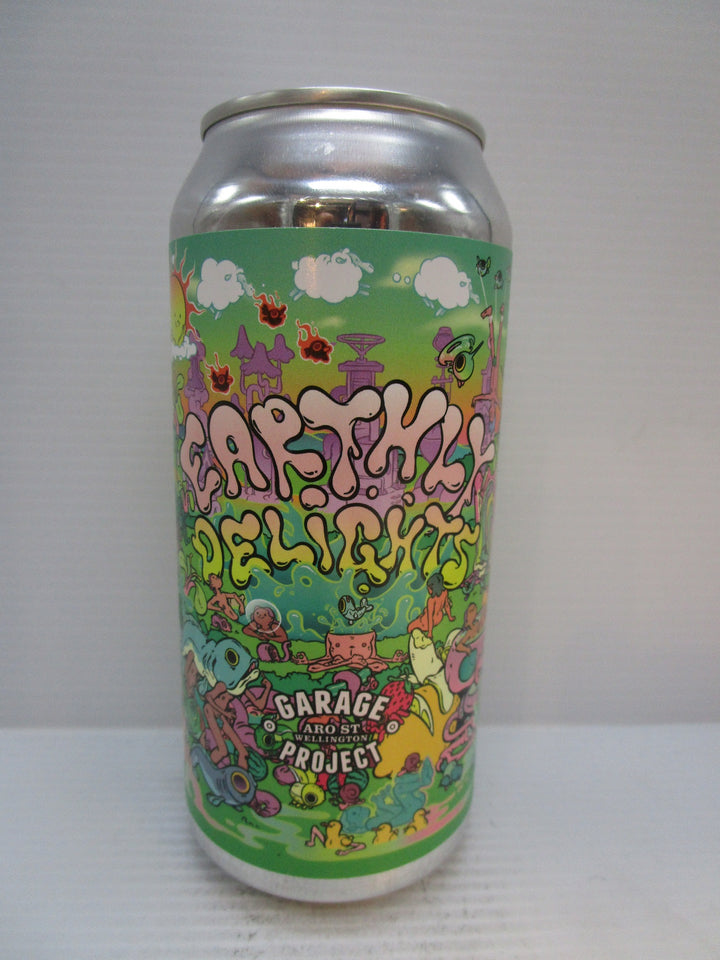 EARTHLY
DELiGHTS
GARAGE
ARO ST
WELLINGTON
PROJECT